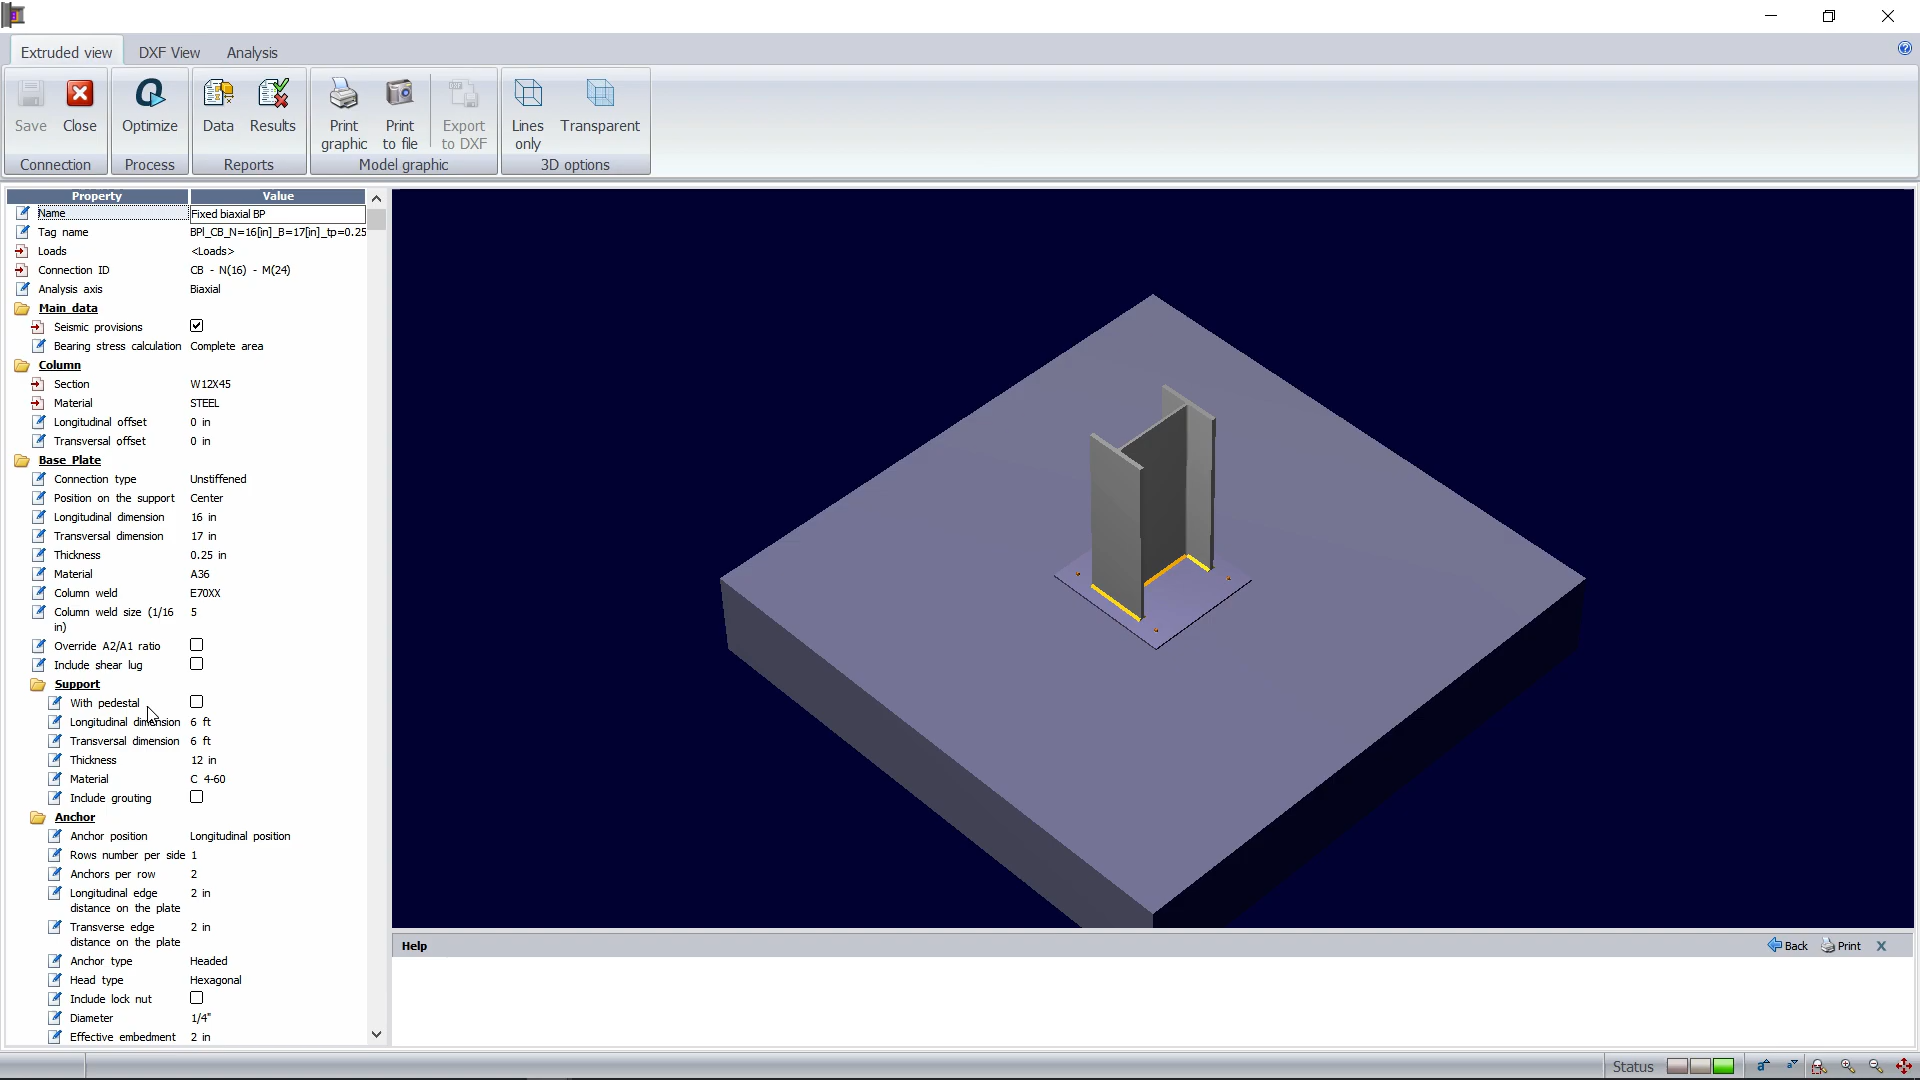 Extruded view DXF View Analysis
Save Close Optimize Data Results Print graphic Print to file Export to DXF Lines only Transparent
Connection Process Reports Model graphic 3D options
Property Value
Name Fixed biaxial BP
Tag name BPl_CB_N=16[in]_B=17[in]_tp=0.25
Loads <Loads>
Connection ID CB - N(16) - M(24)
Analysis axis Biaxial
Main data
Seismic provisions
Bearing stress calculation Complete area
Column
Section W12X45
Material STEEL
Longitudinal offset 0 in
Transversal offset 0 in
Base Plate
Connection type Unstiffened
Position on the support Center
Longitudinal dimension 16 in
Transversal dimension 17 in
Thickness 0.25 in
Material A36
Column weld E70XX
Column weld size (1/16 5
in)
Override A2/A1 ratio
Include shear lug
Support
With pedestal
Longitudinal dimension 6 ft
Transversal dimension 6 ft
Thickness 12 in
Material C 4-60
Include grouting
Anchor
Anchor position Longitudinal position
Rows number per side 1
Anchors per row 2
Longitudinal edge 2 in
distance on the plate
Transverse edge 2 in
distance on the plate
Anchor type Headed
Head type Hexagonal
Include lock nut
Diameter 1/4"
Effective embedment 2 in
Help Back Print X
Status